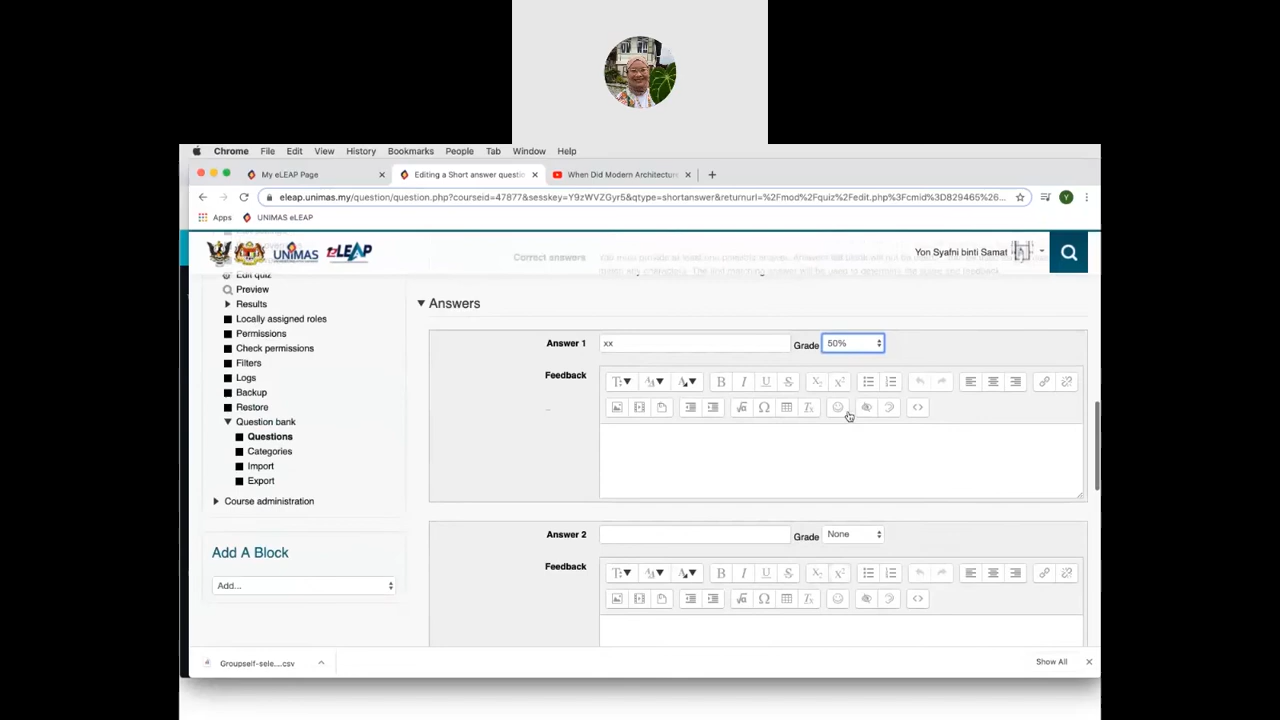 Chrome File Edit View History Bookmarks People Tab Window Help
My eLEAP Page
Editing a Short answer questio
When Did Modern Architecture
eleap.unimas.my/question/question.php?courseid=47877&sesskey=Y9zWVZGyr5&qtype=shortanswer&returnurl=%2Fmod%2Fquiz%2Fedit.php%3Fcmid%3D829465%26...
Y
Apps UNIMAS eLEAP
UNIMAS eLEAP
Yon Syafni binti Samat
Correct answers
Edit quiz
Preview
Results
Locally assigned roles
Permissions
Check permissions
Filters
Logs
Backup
Restore
Question bank
Questions
Categories
Import
Export
Course administration
Add A Block
Add...
Answers
Answer 1 xx Grade 50%
Feedback
Answer 2 Grade None
Feedback
Groupself-sele....csv
Show All